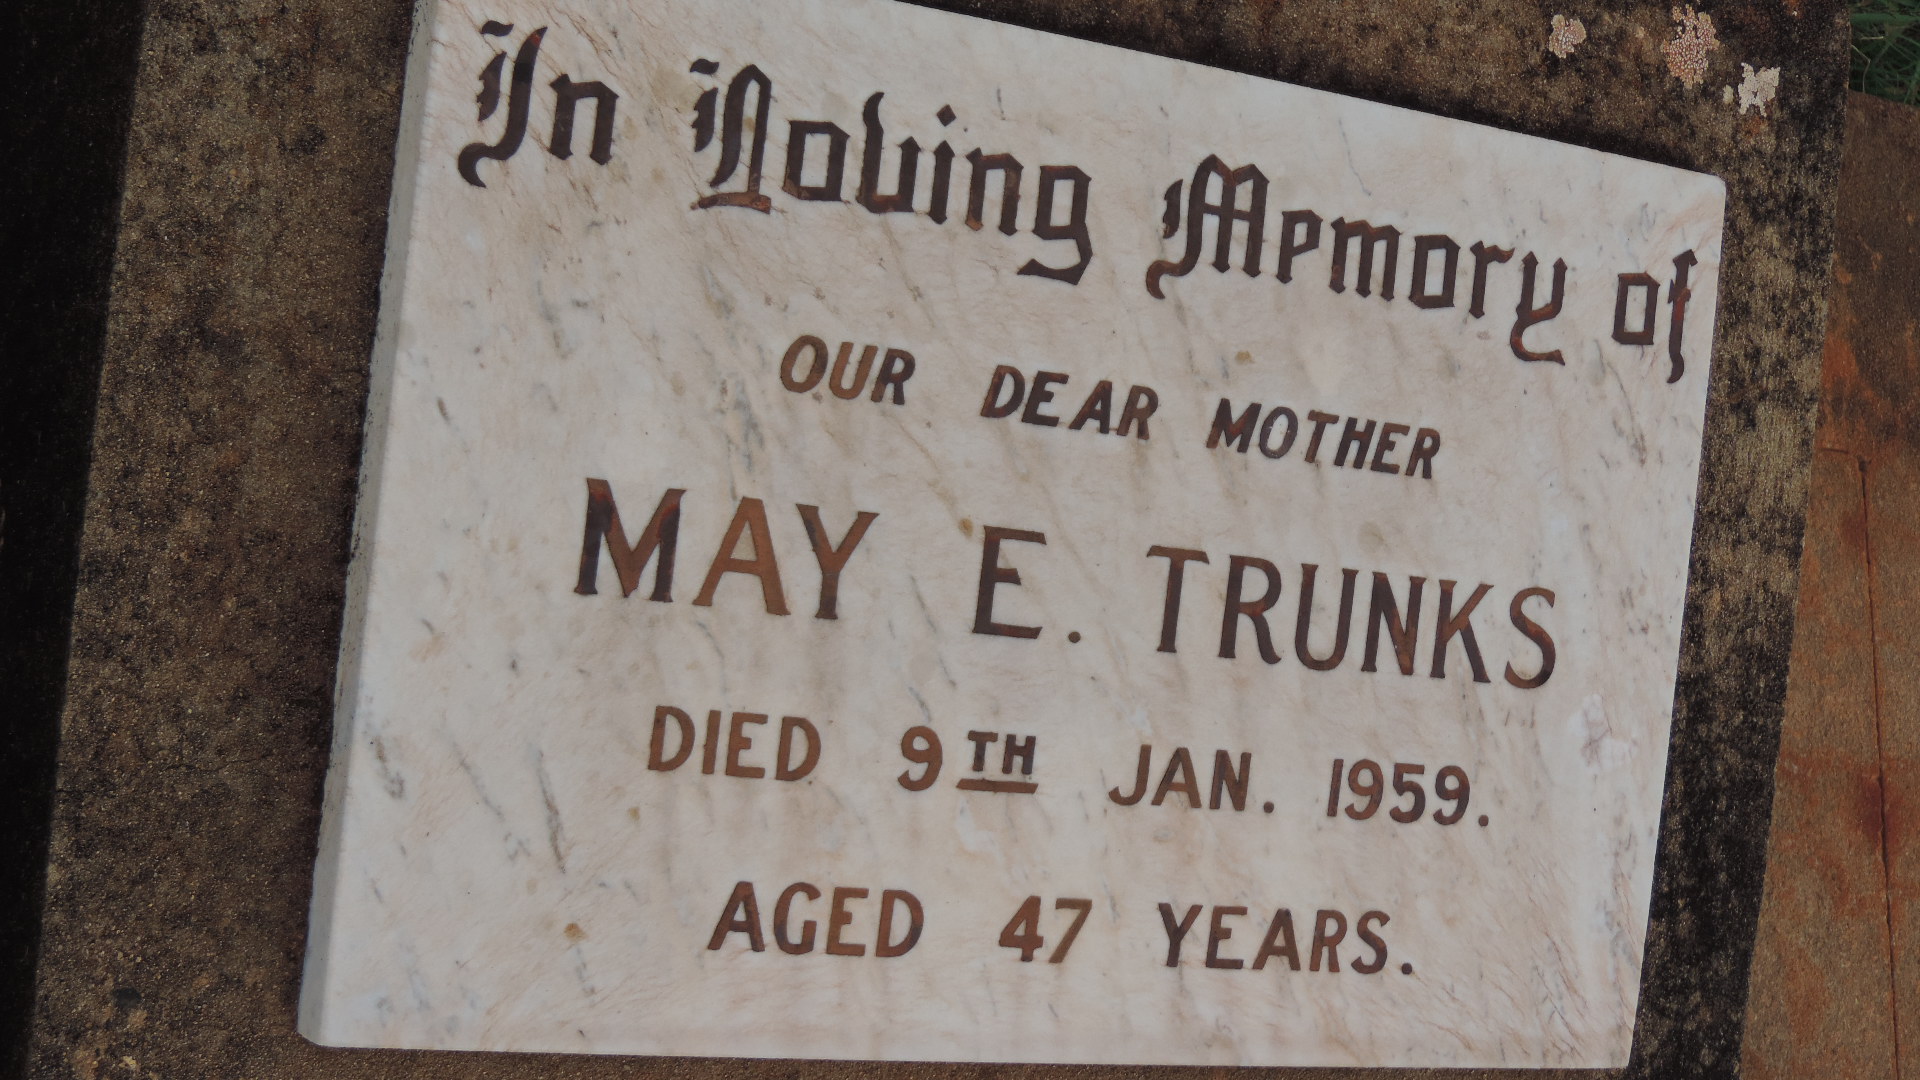 In Loving Memory of
OUR DEAR MOTHER
MAY E. TRUNKS
DIED 9TH JAN. 1959.
AGED 47 YEARS.